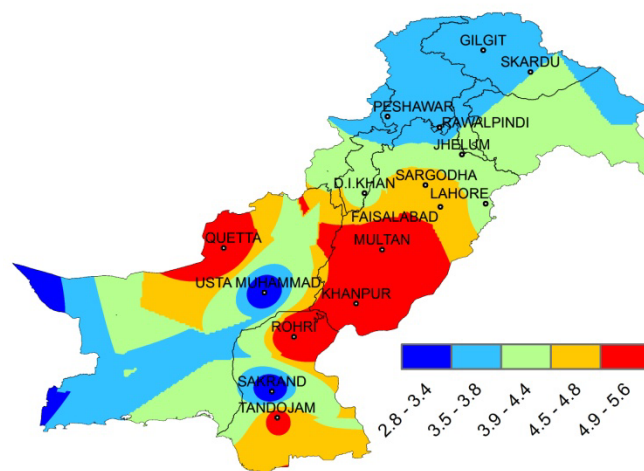 GILGIT
SKARDU
PESHAWAR
RAWALPINDI
JHELUM
D.I.KHAN
SARGODHA
LAHORE
FAISALABAD
QUETTA
MULTAN
USTA MUHAMMAD
KHANPUR
ROHRI
SAKRAND
TANDOJAM
2.8 - 3.4
3.5 - 3.8
3.9 - 4.4
4.5 - 4.8
4.9 - 5.6